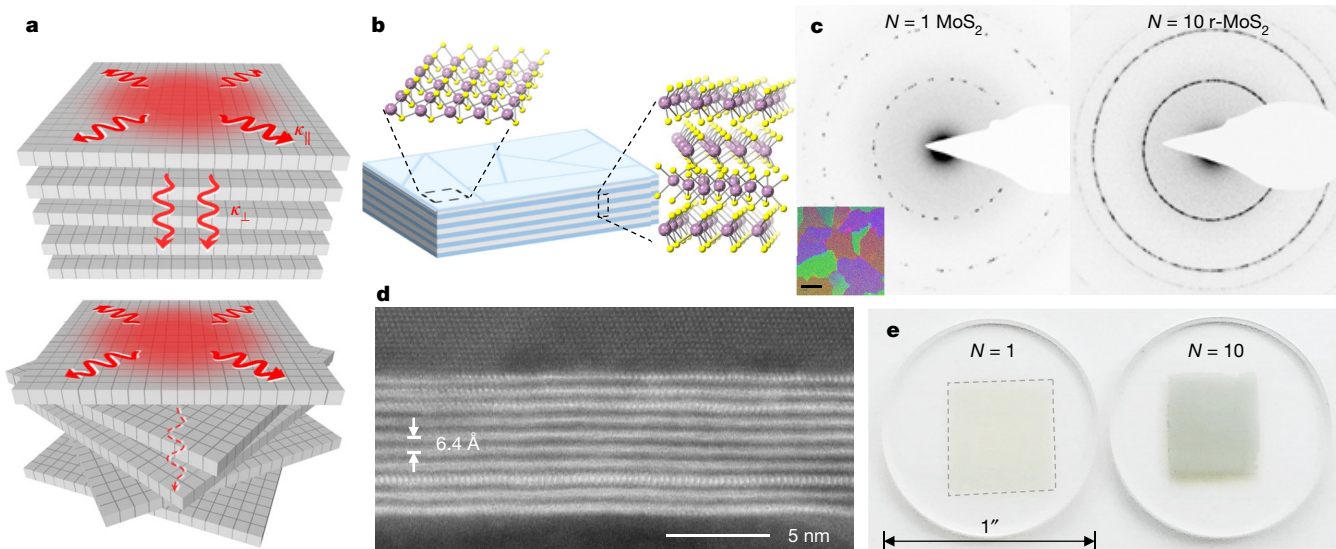 a
κ∥
κ⊥
b
c
N = 1 MoS₂
N = 10 r-MoS₂
d
6.4 Å
5 nm
e
N = 1
N = 10
1″